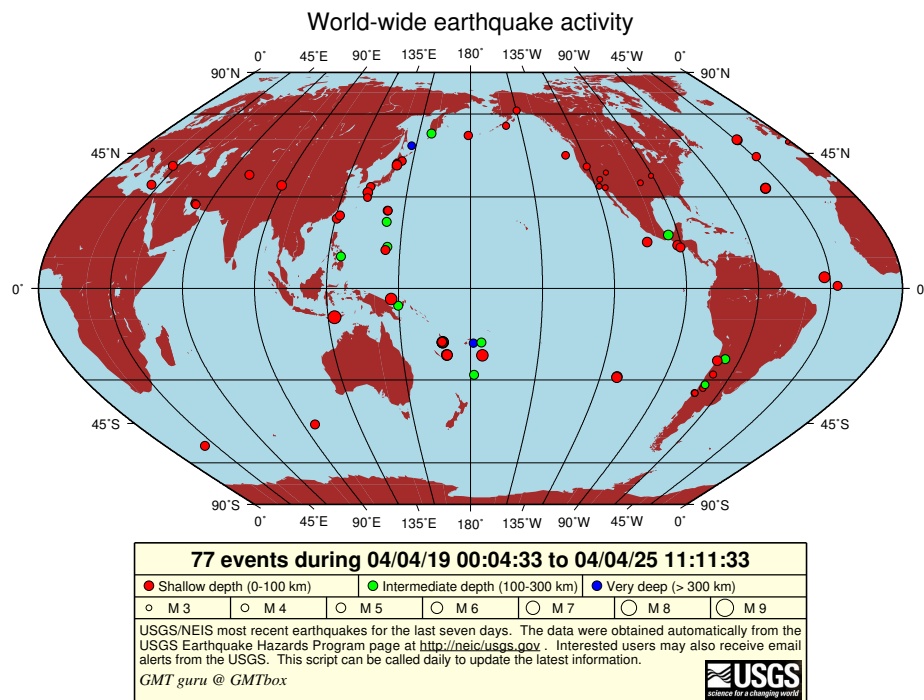 World-wide earthquake activity
0˚ 45˚E 90˚E 135˚E 180˚ 135˚W 90˚W 45˚W 0˚
90˚N 90˚N
45˚N 45˚N
0˚ 0˚
45˚S 45˚S
90˚S 90˚S
0˚ 45˚E 90˚E 135˚E 180˚ 135˚W 90˚W 45˚W 0˚
77 events during 04/04/19 00:04:33 to 04/04/25 11:11:33
Shallow depth (0-100 km) Intermediate depth (100-300 km) Very deep (> 300 km)
M 3 M 4 M 5 M 6 M 7 M 8 M 9
USGS/NEIS most recent earthquakes for the last seven days. The data were obtained automatically from the
USGS Earthquake Hazards Program page at http://neic/usgs.gov . Interested users may also receive email
alerts from the USGS. This script can be called daily to update the latest information.
GMT guru @ GMTbox
USGS
science for a changing world